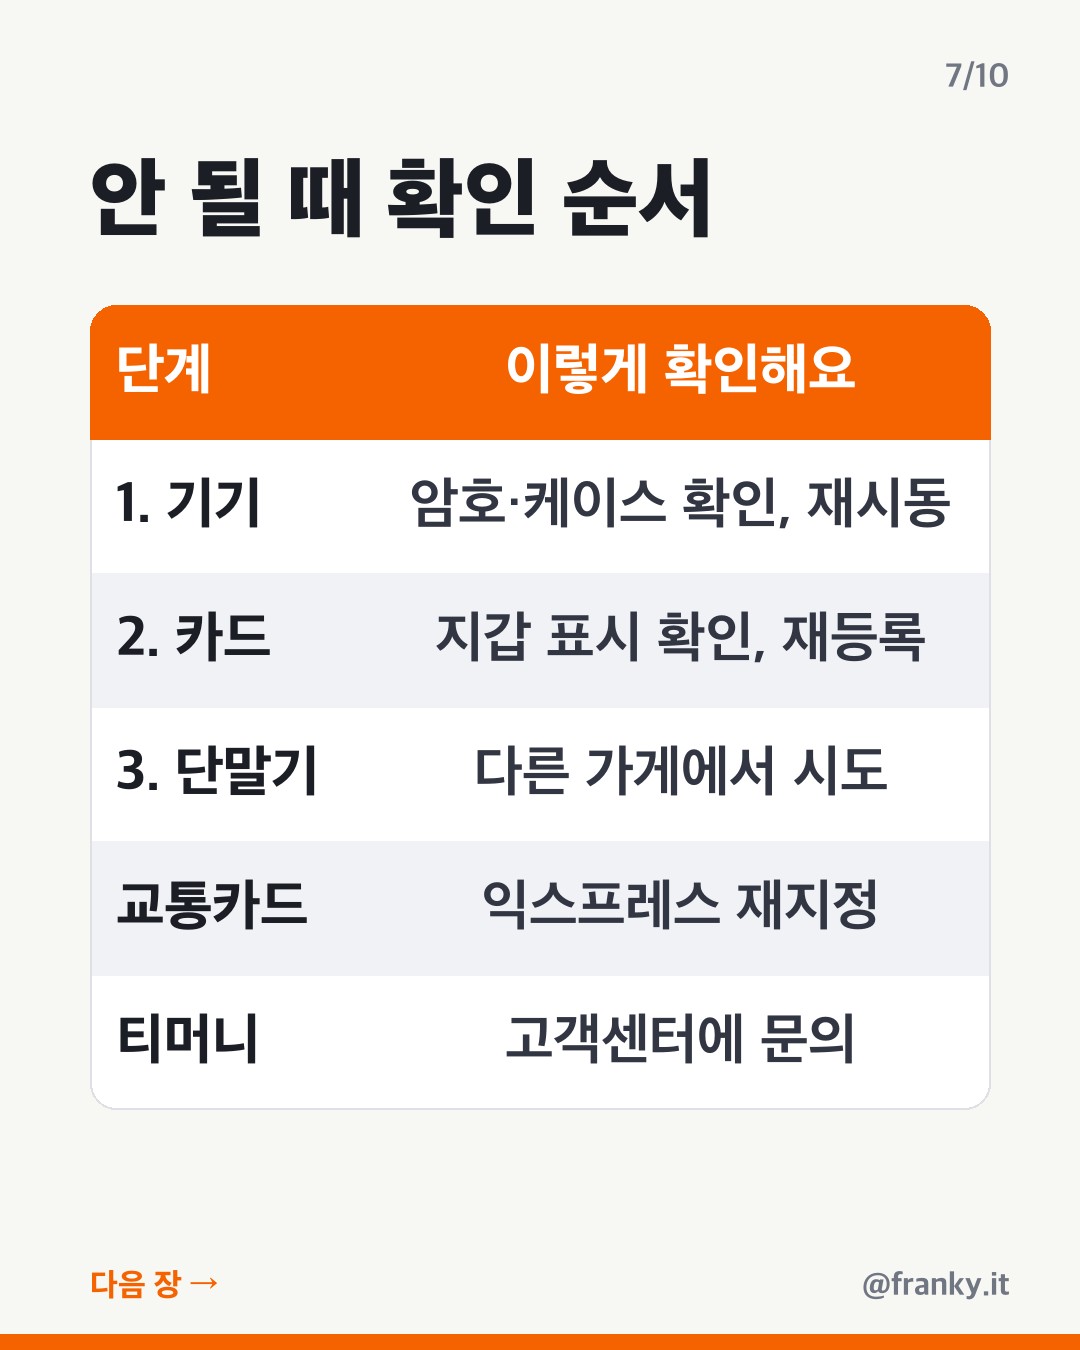 7/10
안 될 때 확인 순서
단계 이렇게 확인해요
1. 기기 암호·케이스 확인, 재시동
2. 카드 지갑 표시 확인, 재등록
3. 단말기 다른 가게에서 시도
교통카드 익스프레스 재지정
티머니 고객센터에 문의
다음 장 →
@franky.it